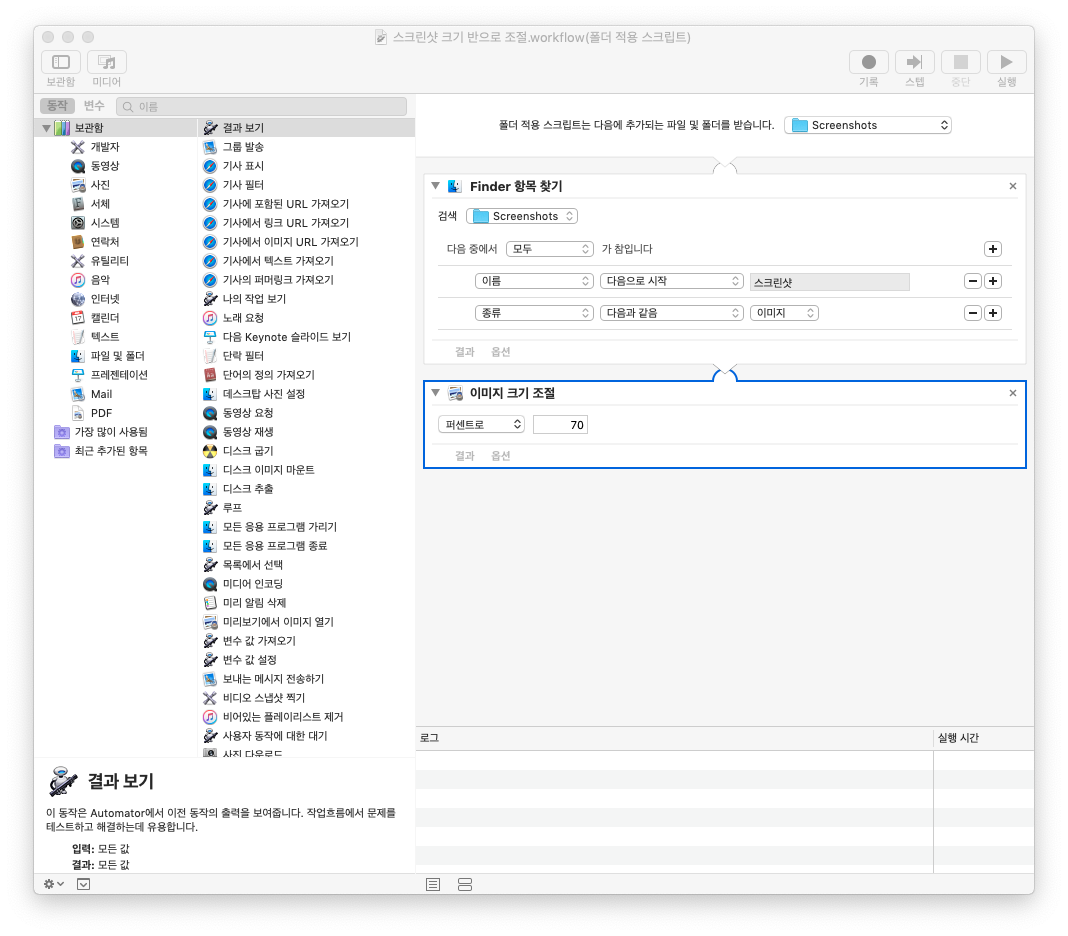 스크린샷 크기 반으로 조절.workflow(폴더 적용 스크립트)
보관함 미디어 기록 스텝 중단 실행
동작 변수 이름
보관함
개발자
동영상
사진
서체
시스템
연락처
유틸리티
음악
인터넷
캘린더
텍스트
파일 및 폴더
프레젠테이션
Mail
PDF
가장 많이 사용됨
최근 추가된 항목
결과 보기
그룹 발송
기사 표시
기사 필터
기사에 포함된 URL 가져오기
기사에서 링크 URL 가져오기
기사에서 이미지 URL 가져오기
기사에서 텍스트 가져오기
기사의 퍼머링크 가져오기
나의 작업 보기
노래 요청
다음 Keynote 슬라이드 보기
단락 필터
단어의 정의 가져오기
데스크탑 사진 설정
동영상 요청
동영상 재생
디스크 굽기
디스크 이미지 마운트
디스크 추출
루프
모든 응용 프로그램 가리기
모든 응용 프로그램 종료
목록에서 선택
미디어 인코딩
미리 알림 삭제
미리보기에서 이미지 열기
변수 값 가져오기
변수 값 설정
보내는 메시지 전송하기
비디오 스냅샷 찍기
비어있는 플레이리스트 제거
사용자 동작에 대한 대기
사진 다운로드
결과 보기
이 동작은 Automator에서 이전 동작의 출력을 보여줍니다. 작업흐름에서 문제를
테스트하고 해결하는데 유용합니다.
입력: 모든 값
결과: 모든 값
폴더 적용 스크립트는 다음에 추가되는 파일 및 폴더를 받습니다. Screenshots
Finder 항목 찾기
검색 Screenshots
다음 중에서 모두 가 참입니다
이름 다음으로 시작 스크린샷
종류 다음과 같음 이미지
결과 옵션
이미지 크기 조절
퍼센트로 70
결과 옵션
로그 실행 시간